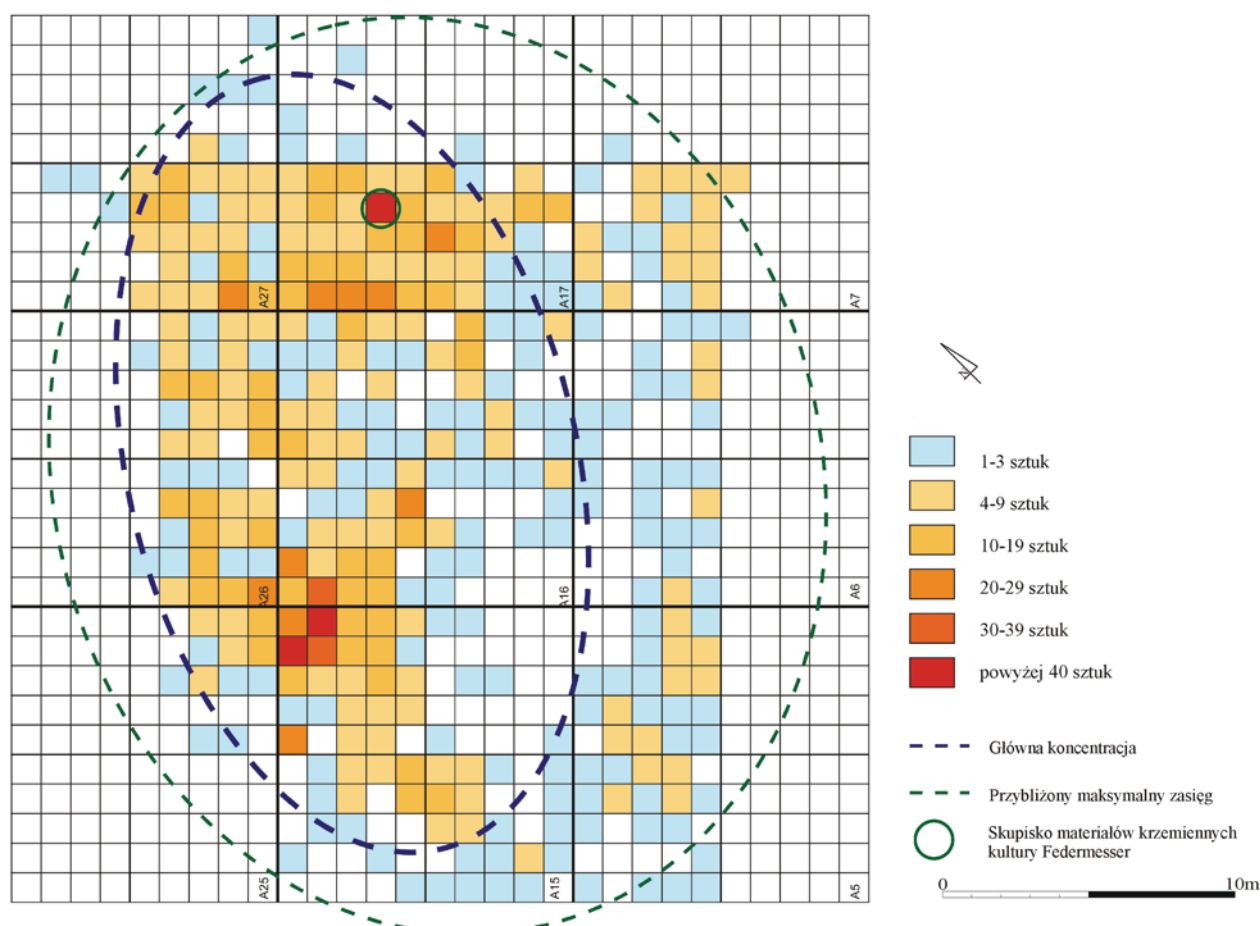 A27
A17
A7
A26
A16
A6
A25
A15
A5
1-3 sztuk
4-9 sztuk
10-19 sztuk
20-29 sztuk
30-39 sztuk
powyżej 40 sztuk
Główna koncentracja
Przybliżony maksymalny zasięg
Skupisko materiałów krzemiennych
kultury Federmesser
0 10m